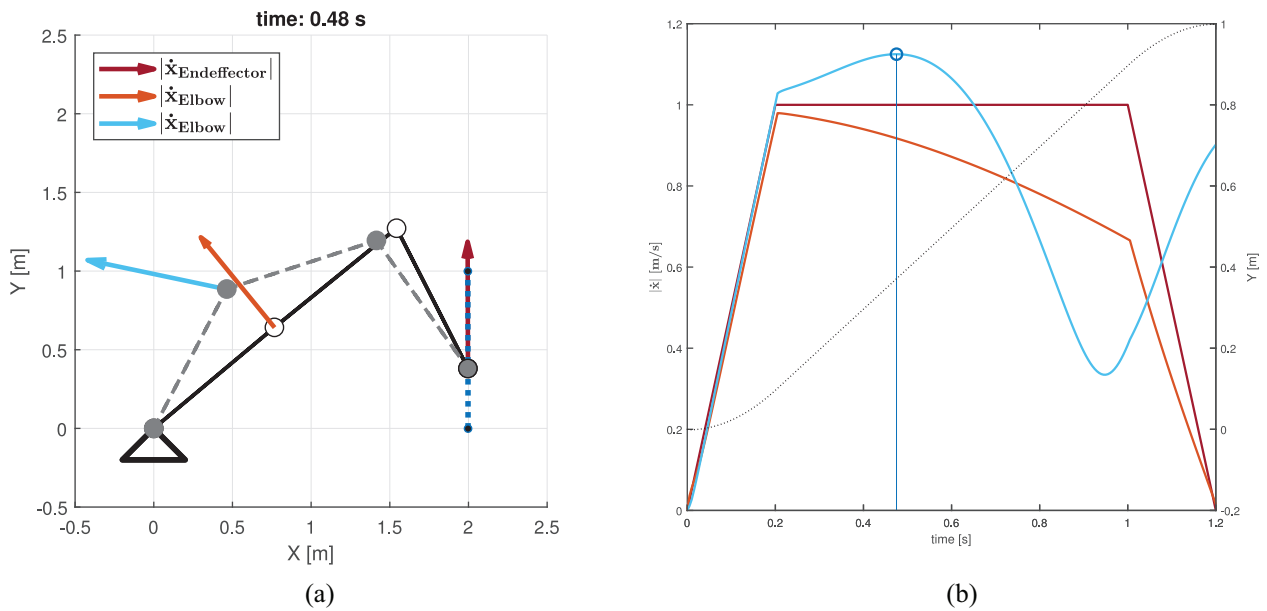 time: 0.48 s
2.5
2
1.5
1
0.5
0
-0.5
Y [m]
|ẋEndeffector|
|ẋElbow|
|ẋElbow|
-0.5 0 0.5 1 1.5 2 2.5
X [m]
(a)
1.2
1
0.8
0.6
0.4
0.2
0
|ẋ| [m/s]
1
0.8
0.6
0.4
0.2
0
-0.2
Y [m]
0 0.2 0.4 0.6 0.8 1 1.2
time [s]
(b)